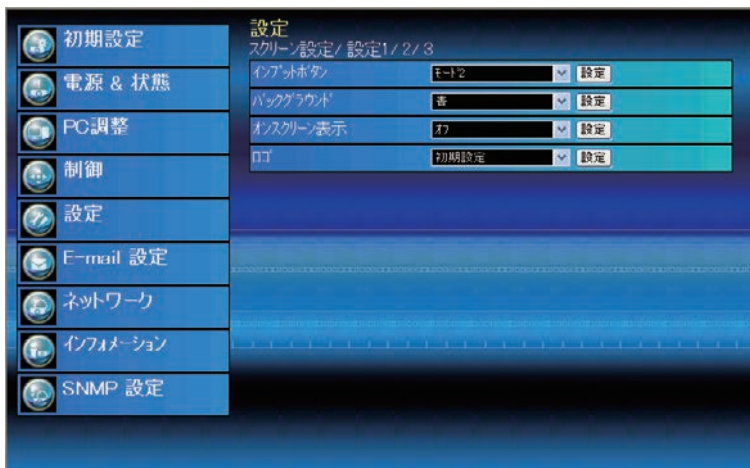 初期設定
電源 & 状態
PC調整
制御
設定
E-mail 設定
ネットワーク
インフォメーション
SNMP 設定
設定
スクリーン設定/ 設定1/ 2/ 3
インプットボタン モード2 設定
バックグラウンド 青 設定
オンスクリーン表示 オフ 設定
ロゴ 初期設定 設定